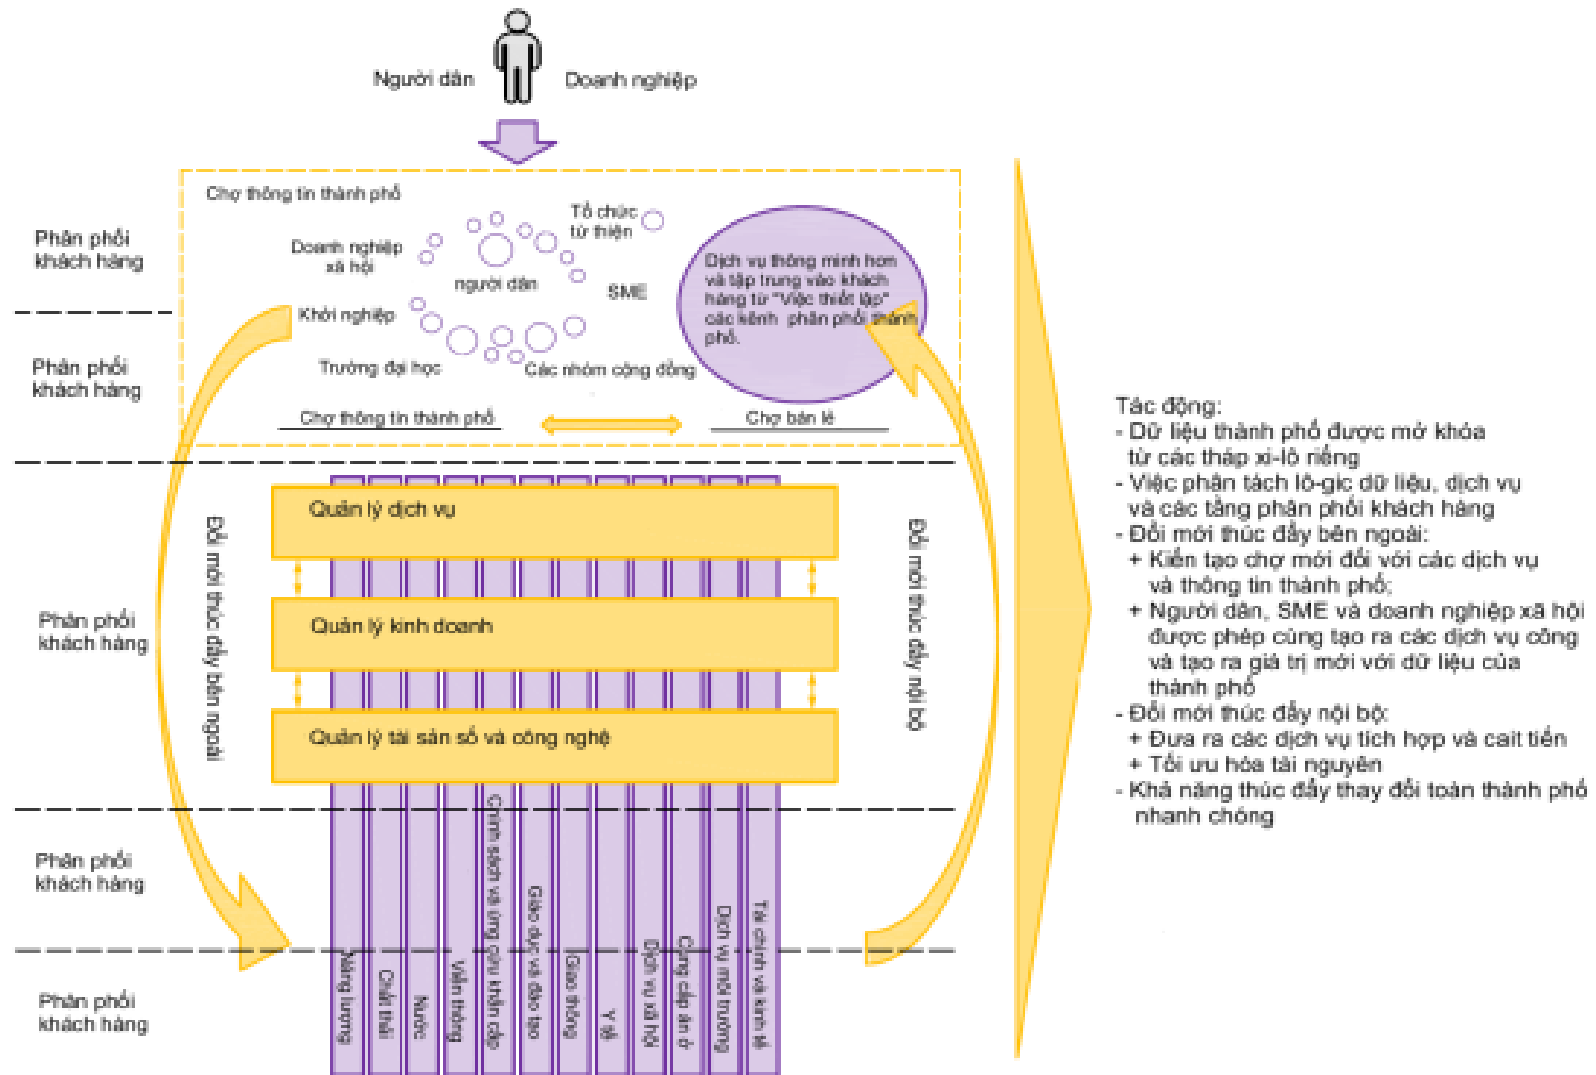 Người dân
Doanh nghiệp
Chợ thông tin thành phố
Phân phối
khách hàng
Phân phối
khách hàng
Phân phối
khách hàng
Phân phối
khách hàng
Phân phối
khách hàng
Doanh nghiệp
xã hội
Tổ chức
từ thiện
người dân
SME
Khởi nghiệp
Trường đại học
Các nhóm cộng đồng
Dịch vụ thông minh hơn
và tập trung vào khách
hàng từ "Việc thiết lập"
các kênh phân phối thành
phố.
Chợ thông tin thành phố
Chợ bán lẻ
Đổi mới thúc đẩy bên ngoài
Quản lý dịch vụ
Quản lý kinh doanh
Quản lý tài sản số và công nghệ
Đổi mới thúc đẩy nội bộ
Năng lượng
Chất thải
Nước
Viễn thông
Chính sách và ứng cứu khẩn cấp
Giáo dục và đào tạo
Giao thông
Y tế
Dịch vụ xã hội
Cung cấp ăn ở
Dịch vụ môi trường
Tài chính và kinh tế
Tác động:
- Dữ liệu thành phố được mở khóa
từ các tháp xi-lô riêng
- Việc phân tách lô-gic dữ liệu, dịch vụ
và các tầng phân phối khách hàng
- Đổi mới thúc đẩy bên ngoài:
+ Kiến tạo chợ mới đối với các dịch vụ
và thông tin thành phố;
+ Người dân, SME và doanh nghiệp xã hội
được phép cùng tạo ra các dịch vụ công
và tạo ra giá trị mới với dữ liệu của
thành phố
- Đổi mới thúc đẩy nội bộ:
+ Đưa ra các dịch vụ tích hợp và cait tiến
+ Tối ưu hóa tài nguyên
- Khả năng thúc đẩy thay đổi toàn thành phố
nhanh chóng